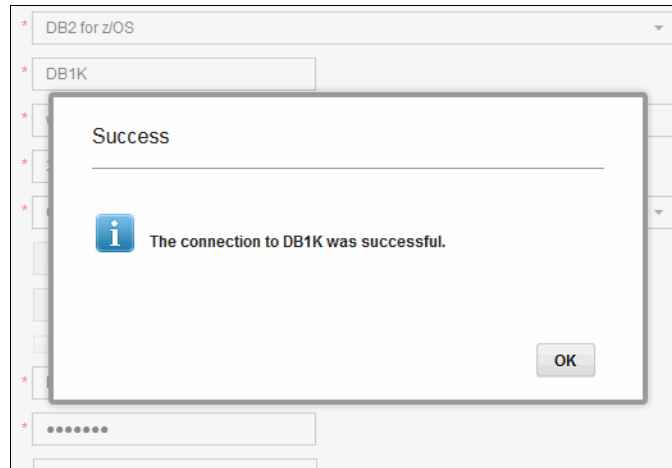 * DB2 for z/OS
* DB1K
*
Success
*
*
The connection to DB1K was successful.
OK
*
* •••••••